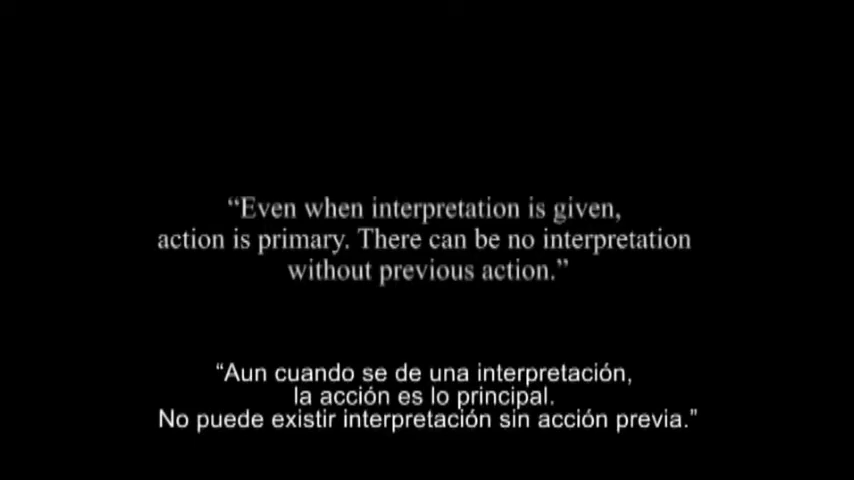 “Even when interpretation is given,
action is primary. There can be no interpretation
without previous action.”
“Aun cuando se de una interpretación,
la acción es lo principal.
No puede existir interpretación sin acción previa.”